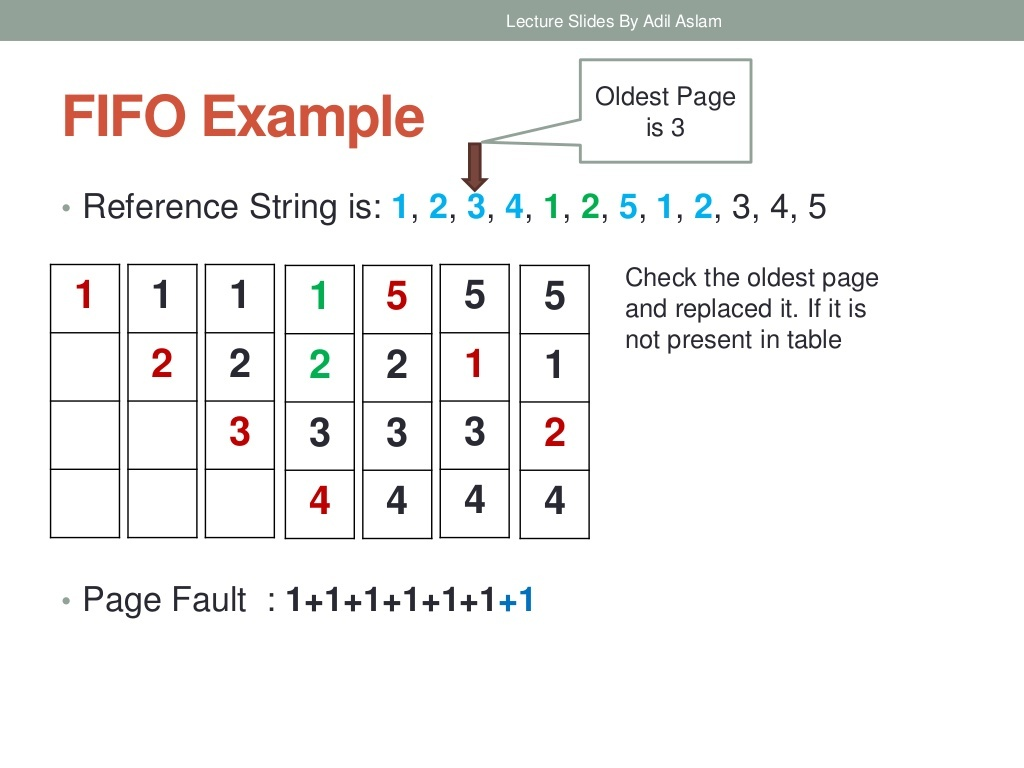 Lecture Slides By Adil Aslam
Oldest Page
is 3
FIFO Example
• Reference String is: 1, 2, 3, 4, 1, 2, 5, 1, 2, 3, 4, 5
1 1 1 1 5 5 5
2 2 2 2 1 1
3 3 3 3 2
4 4 4 4
Check the oldest page
and replaced it. If it is
not present in table
• Page Fault : 1+1+1+1+1+1+1